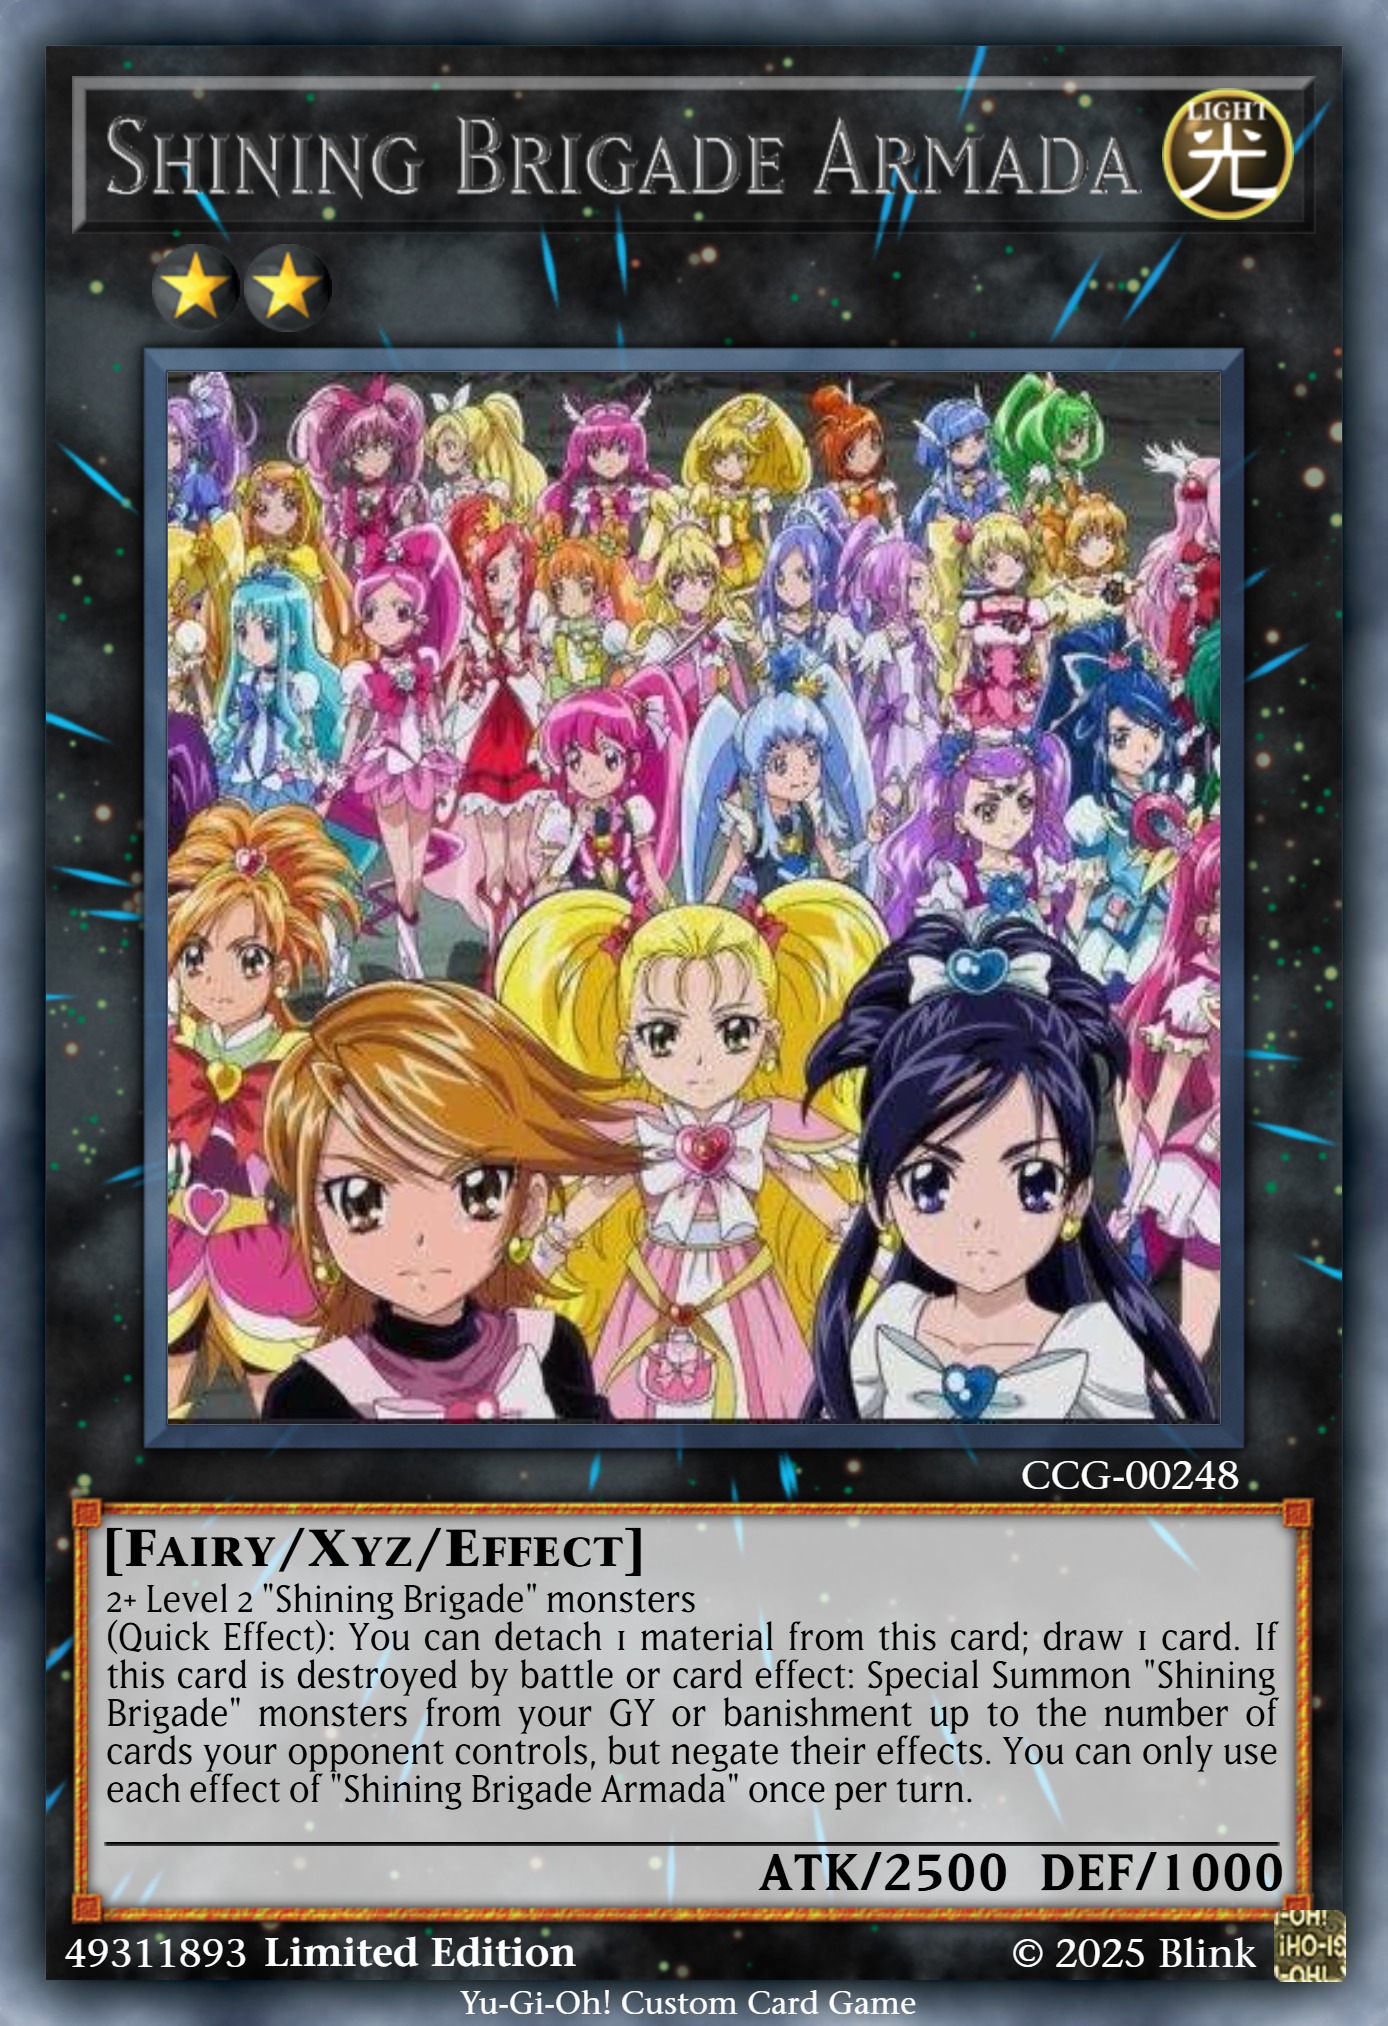 Shining Brigade Armada
LIGHT
光
CCG-00248
[Fairy/Xyz/Effect]
2+ Level 2 "Shining Brigade" monsters
(Quick Effect): You can detach 1 material from this card; draw 1 card. If
this card is destroyed by battle or card effect: Special Summon "Shining
Brigade" monsters from your GY or banishment up to the number of
cards your opponent controls, but negate their effects. You can only use
each effect of "Shining Brigade Armada" once per turn.
ATK/2500 DEF/1000
49311893 Limited Edition
© 2025 Blink
Yu-Gi-Oh! Custom Card Game